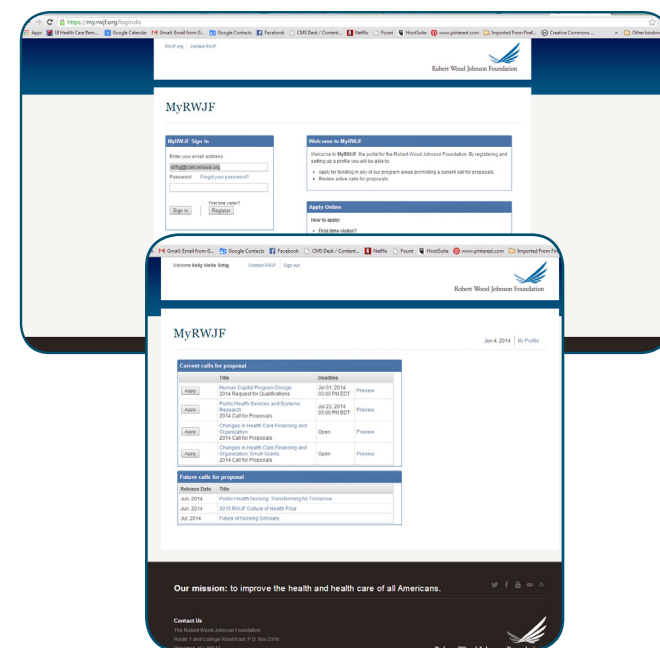 https://my.rwjf.org/login.do
Apps UI Health Care Rem... Google Calendar Gmail: Email from G... Google Contacts Facebook CMS Desk / Content... Netflix Fount HootSuite www.pinterest.com Imported From Firef... Creative Commons ... » Other bookm
RWJF.org Contact RWJF
Robert Wood Johnson Foundation
MyRWJF
MyRWJF Sign In
Enter your email address
sittig@canceriowa.org
Password Forgot your password?
First time visitor?
Sign in Register
Welcome to MyRWJF
Welcome to MyRWJF, the portal for the Robert Wood Johnson Foundation. By registering and
setting up a profile you will be able to:
• Apply for funding in any of our program areas promoting a current call for proposals.
• Review active calls for proposals.
Apply Online
How to apply:
• First time visitor?
Gmail: Email from G... Google Contacts Facebook CMS Desk / Content... Netflix Fount HootSuite www.pinterest.com Imported From Fire
Welcome Kelly Wells Sittig Contact RWJF Sign out
Robert Wood Johnson Foundation
MyRWJF
Jun 4, 2014 My Profile
Current calls for proposal
Title Deadline
Apply Human Capital Program Design 2014 Request for Qualifications Jul 01, 2014 03:00 PM EDT Preview
Apply Public Health Services and Systems Research 2014 Call for Proposals Jul 23, 2014 03:00 PM EDT Preview
Apply Changes in Health Care Financing and Organization 2014 Call for Proposals Open Preview
Apply Changes in Health Care Financing and Organization: Small Grants 2014 Call for Proposals Open Preview
Future calls for proposal
Release Date Title
Jun, 2014 Public Health Nursing: Transforming for Tomorrow
Jun, 2014 2015 RWJF Culture of Health Prize
Jul, 2014 Future of Nursing Scholars
Our mission: to improve the health and health care of all Americans.
Contact Us
The Robert Wood Johnson Foundation
Route 1 and College Road East, P.O. Box 2316